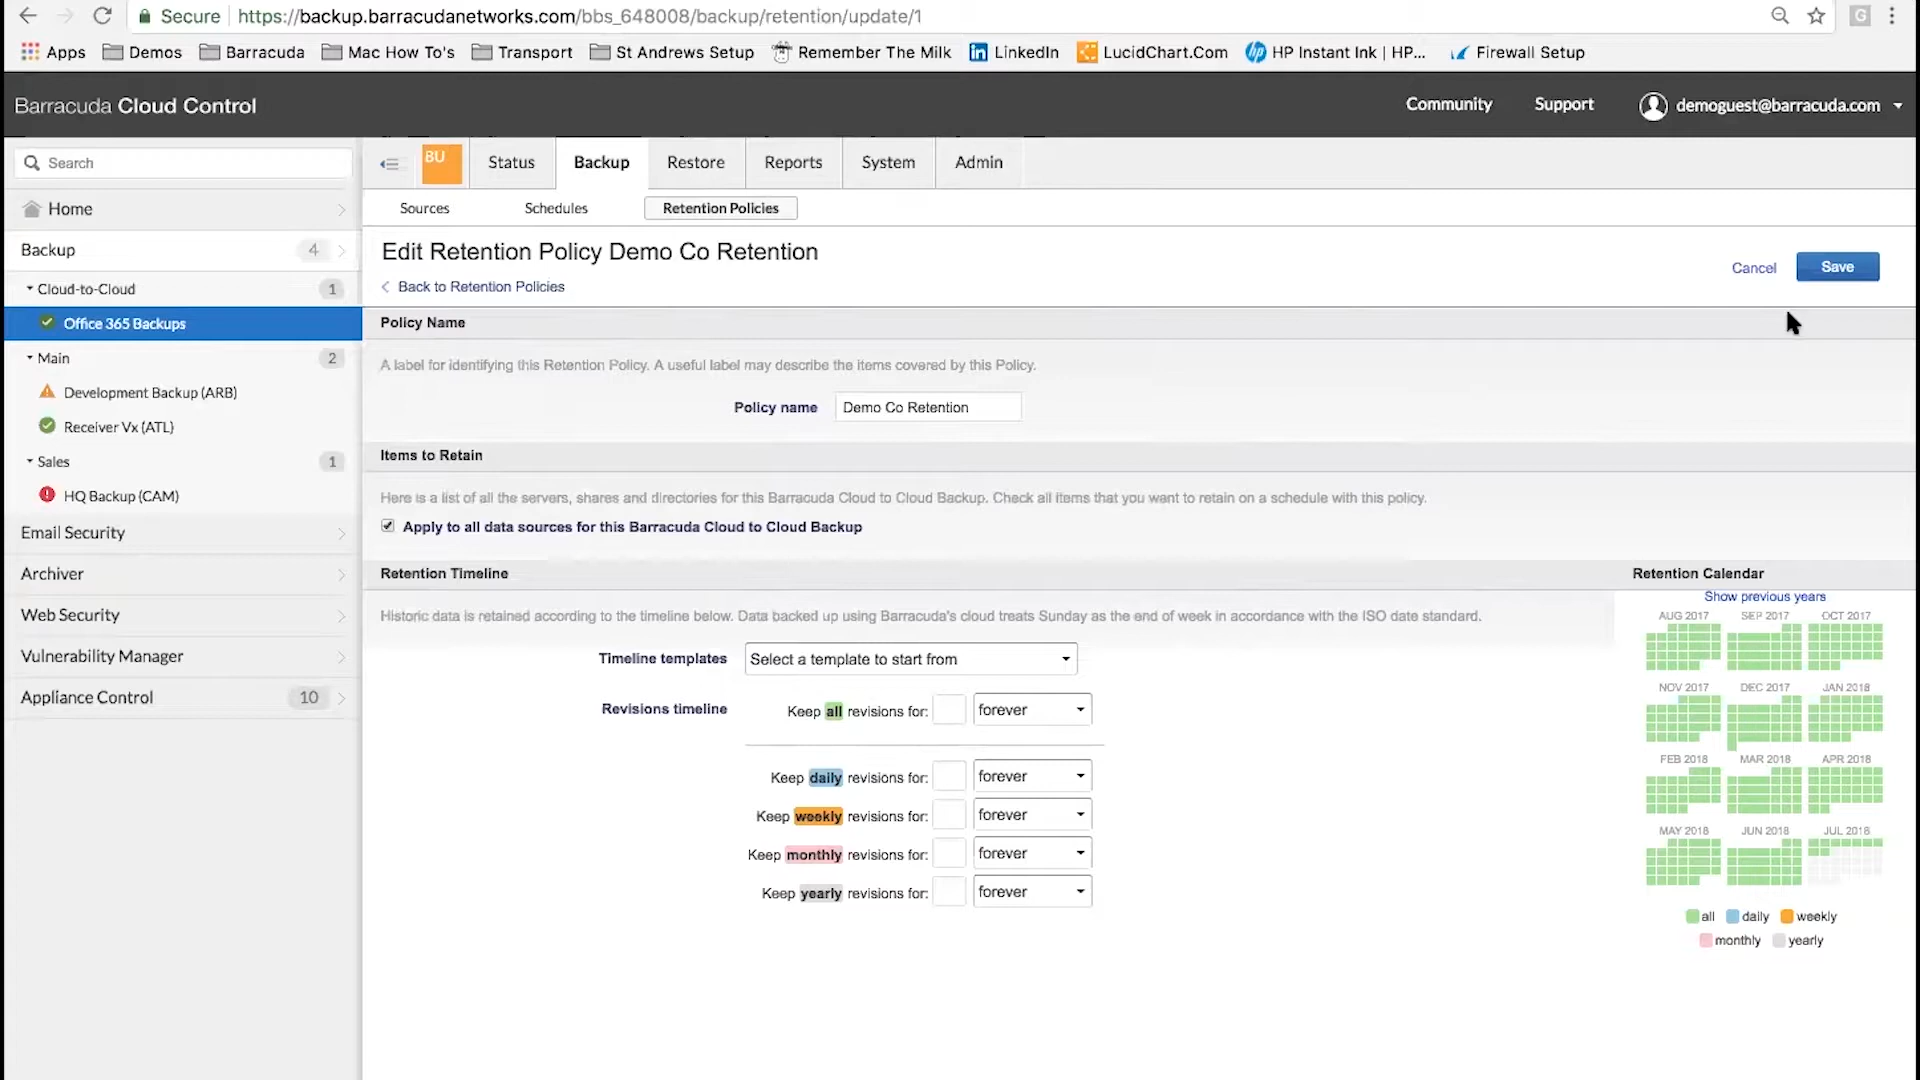 Secure https://backup.barracudanetworks.com/bbs_648008/backup/retention/update/1 G
Apps Demos Barracuda Mac How To's Transport St Andrews Setup Remember The Milk LinkedIn LucidChart.Com HP Instant Ink | HP... Firewall Setup
Barracuda Cloud Control Community Support demoguest@barracuda.com
Search
BU Status Backup Restore Reports System Admin
Home
Backup 4
Cloud-to-Cloud 1
Office 365 Backups
Main 2
Development Backup (ARB)
Receiver Vx (ATL)
Sales 1
HQ Backup (CAM)
Email Security
Archiver
Web Security
Vulnerability Manager
Appliance Control 10
Sources Schedules Retention Policies
Edit Retention Policy Demo Co Retention
Back to Retention Policies
Cancel Save
Policy Name
A label for identifying this Retention Policy. A useful label may describe the items covered by this Policy.
Policy name Demo Co Retention
Items to Retain
Here is a list of all the servers, shares and directories for this Barracuda Cloud to Cloud Backup. Check all items that you want to retain on a schedule with this policy.
Apply to all data sources for this Barracuda Cloud to Cloud Backup
Retention Timeline
Historic data is retained according to the timeline below. Data backed up using Barracuda's cloud treats Sunday as the end of week in accordance with the ISO date standard.
Timeline templates Select a template to start from
Revisions timeline Keep all revisions for: forever
Keep daily revisions for: forever
Keep weekly revisions for: forever
Keep monthly revisions for: forever
Keep yearly revisions for: forever
Retention Calendar
Show previous years
AUG 2017 SEP 2017 OCT 2017
NOV 2017 DEC 2017 JAN 2018
FEB 2018 MAR 2018 APR 2018
MAY 2018 JUN 2018 JUL 2018
all daily weekly
monthly yearly